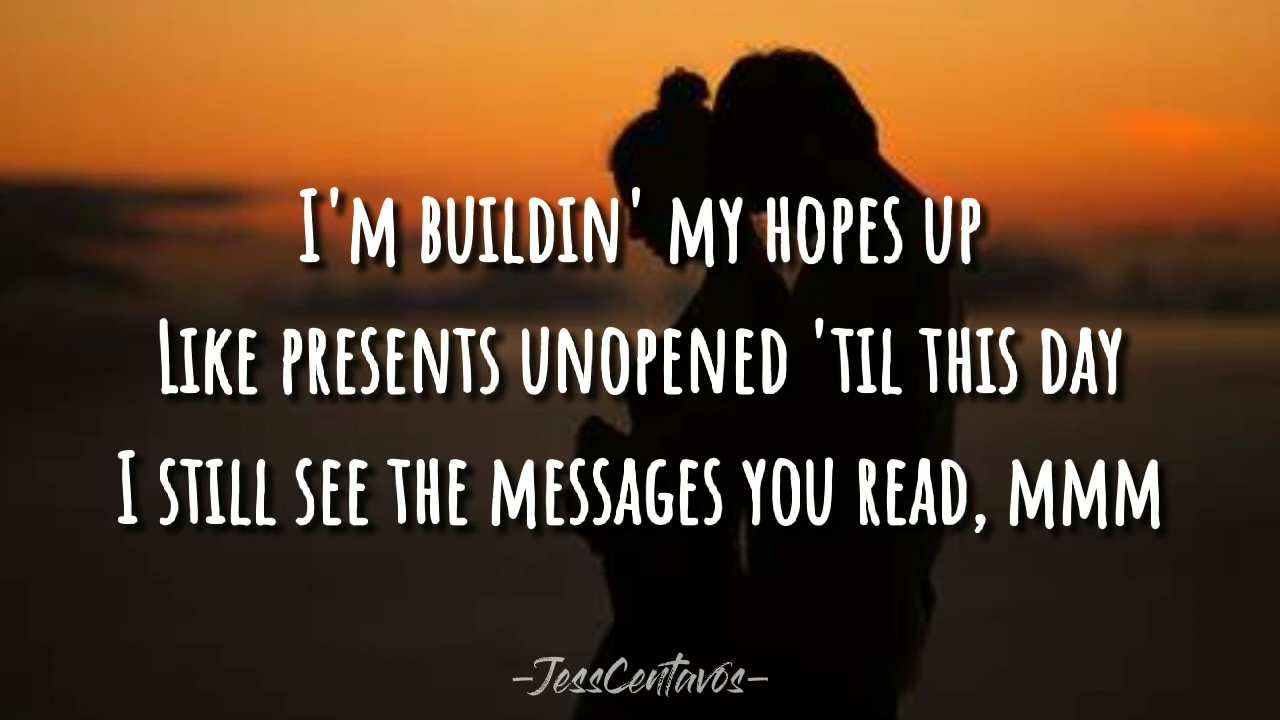 I'm buildin' my hopes up
Like presents unopened 'til this day
I still see the messages you read, mmm
-JessCentavos-